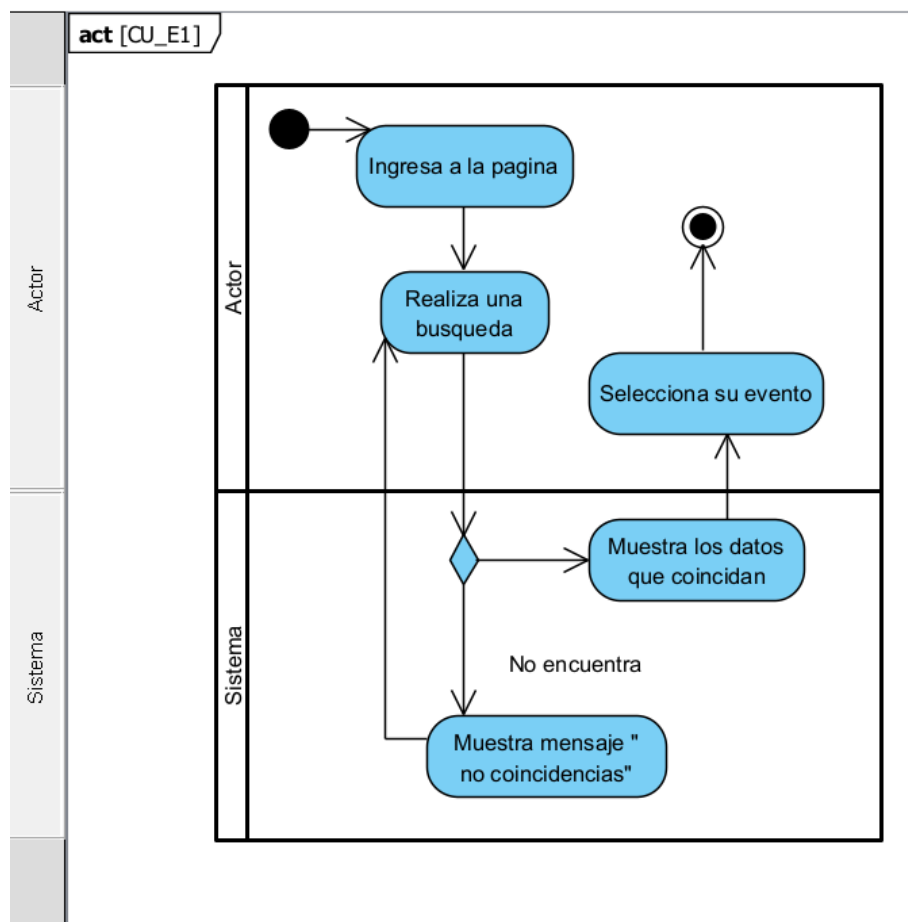 act [CU_E1]
Actor
Actor
Ingresa a la pagina
Realiza una
busqueda
Selecciona su evento
Sistema
Sistema
Muestra los datos
que coincidan
No encuentra
Muestra mensaje "
no coincidencias"